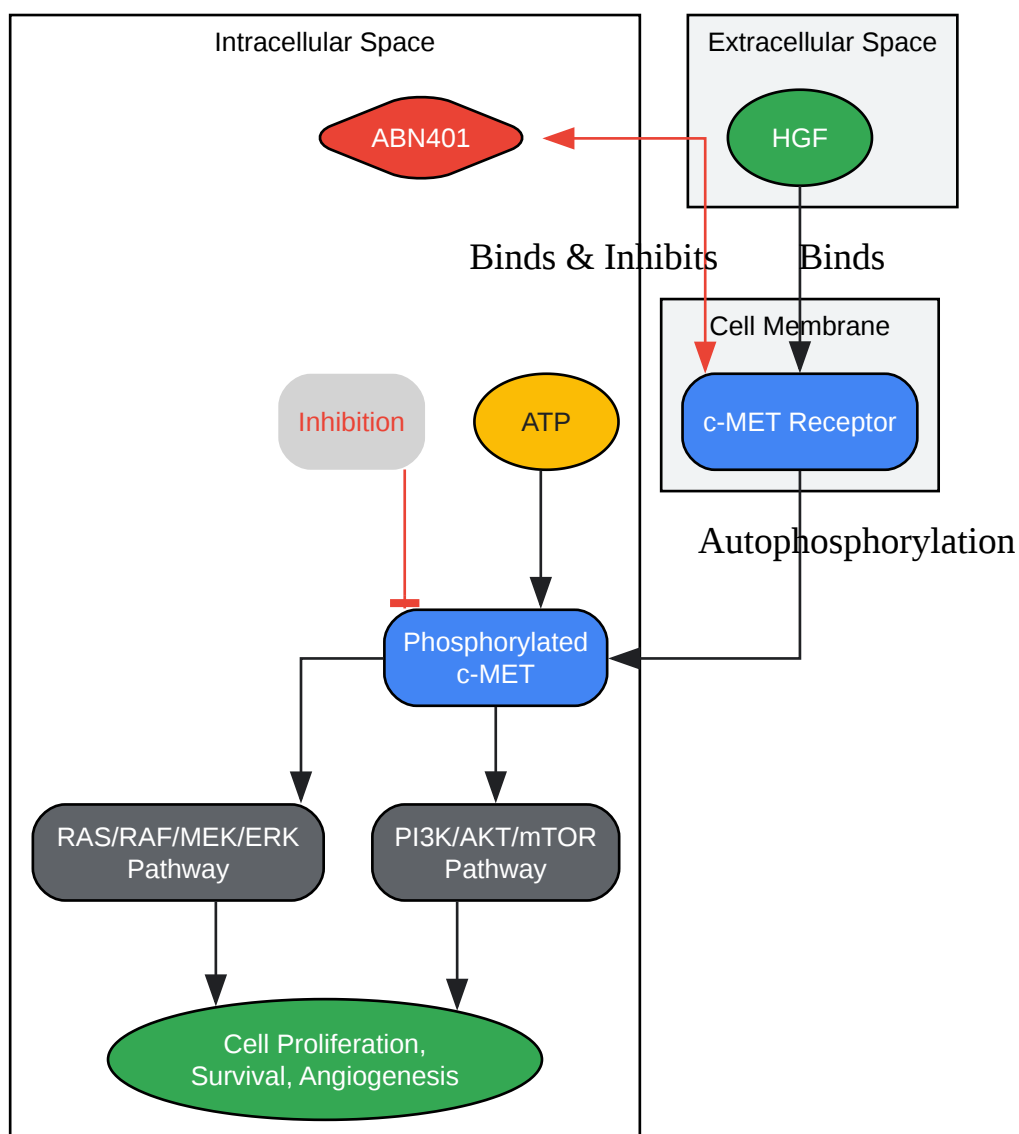 Intracellular Space
Extracellular Space
ABN401
HGF
Binds & Inhibits
Binds
Cell Membrane
Inhibition
ATP
c-MET Receptor
Autophosphorylation
Phosphorylated
c-MET
RAS/RAF/MEK/ERK
Pathway
PI3K/AKT/mTOR
Pathway
Cell Proliferation,
Survival, Angiogenesis